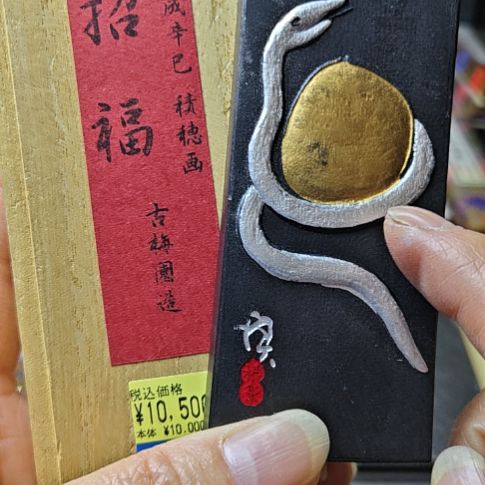 招福
成辛巳 積穂画
古梅園造
税込価格
¥10,500
本体 ¥10,000